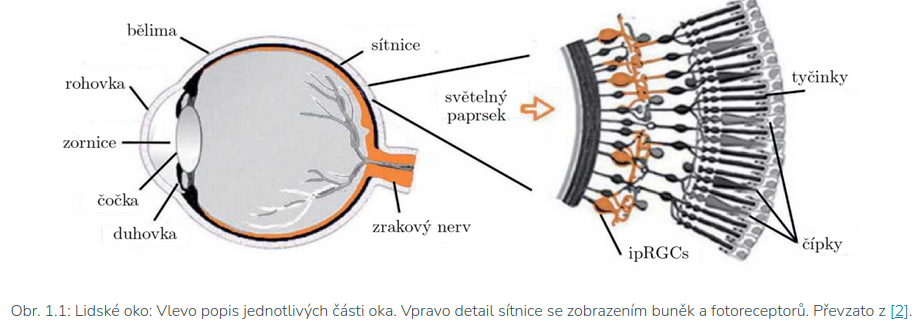 bělima
sítnice
rohovka
tyčinky
světelný
paprsek
zornice
čočka
duhovka
zrakový nerv
čípky
ipRGCs
Obr. 1.1: Lidské oko: Vlevo popis jednotlivých části oka. Vpravo detail sítnice se zobrazením buněk a fotoreceptorů. Převzato z [2].